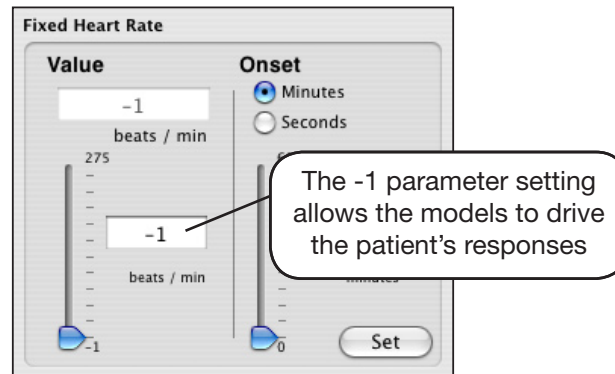 Fixed Heart Rate
Value
-1
beats / min
275
-1
beats / min
-1
Onset
Minutes
Seconds
The -1 parameter setting
allows the models to drive
the patient's responses
minutes
0
Set